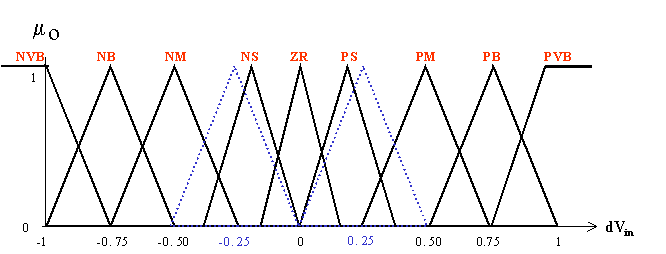 μO
NVB NB NM NS ZR PS PM PB PVB
1
0 dVin
-1 -0.75 -0.50 -0.25 0 0.25 0.50 0.75 1